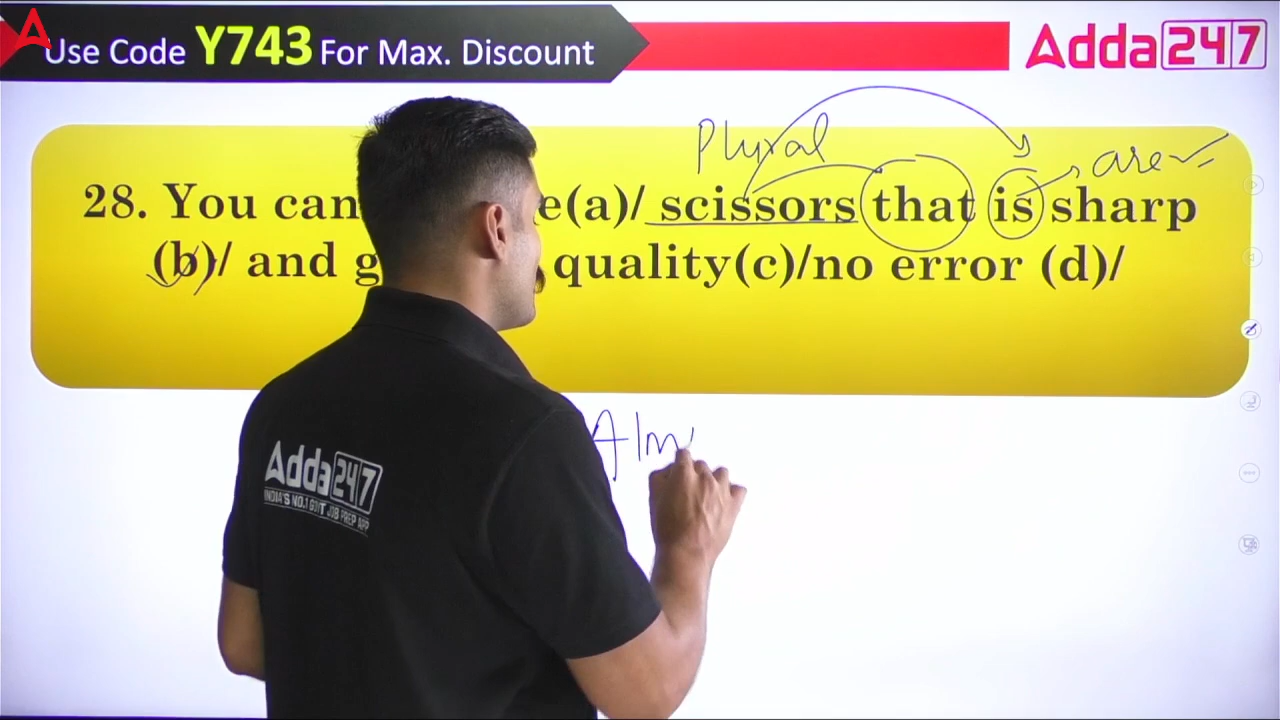 Use Code Y743 For Max. Discount
Adda247
Plural
are
28. You can e(a)/ scissors that is sharp
(b)/ and quality(c)/no error (d)/
Adda247
INDIA'S NO.1 GOVT JOB PREP APP